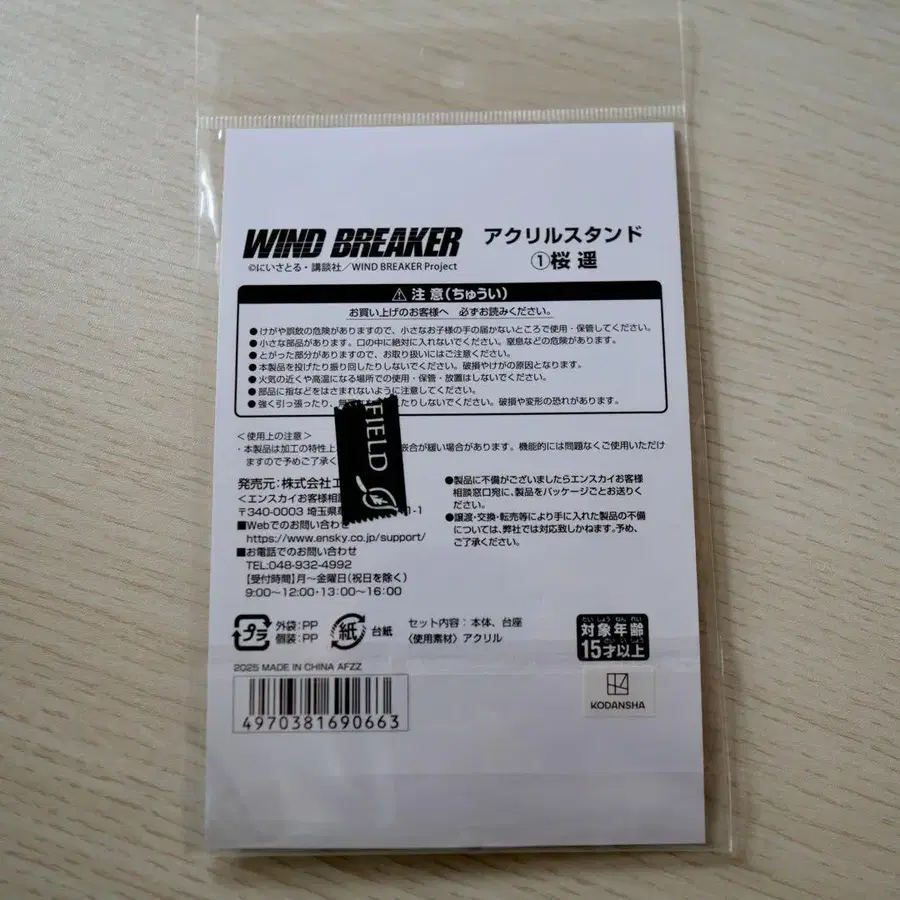 WIND BREAKER
アクリルスタンド
①桜 遥
©にいさとる・講談社／WIND BREAKER Project
⚠注意(ちゅうい)
お買い上げのお客様へ 必ずお読みください。
●けがや誤飲の危険がありますので、小さなお子様の手の届かないところで使用・保管してください。
●小さな部品があります。口の中に絶対に入れないでください。窒息などの危険があります。
●とがった部分がありますので、お取り扱いにはご注意ください。
●本製品を投げたり振り回したりしないでください。破損やけがの原因となります。
●火気の近くや高温になる場所での使用・保管・放置はしないでください。
●部品に指などをはさまれないように注意してください。
●強く引っ張ったり、無 えたりしないでください。破損や変形の恐れがあります。
FIELD
＜使用上の注意＞
・本製品は加工の特性上 嵌合が緩い場合があります。機能的には問題なくご使用いただけ
ますので予めご了承く
発売元：株式会社エ
＜エンスカイお客様相談
〒340-0003 埼玉県草 1-1
■Webでのお問い合わせ
https://www.ensky.co.jp/support/
■お電話でのお問い合わせ
TEL:048-932-4992
【受付時間】月～金曜日(祝日を除く)
9:00～12:00・13:00～16:00
●製品に不備がございましたらエンスカイお客様
相談窓口宛に、製品をパッケージごとお送りく
ださい。
●譲渡・交換・転売等により手に入れた製品の不備
については、弊社では対応致しかねます。予め、
ご了承ください。
プラ
外袋：PP
個装：PP
紙
台紙
セット内容：本体、台座
〈使用素材〉アクリル
たいしょうねんれい
対象年齢
さいいじょう
15才以上
2025 MADE IN CHINA AFZZ
4970381690663
KODANSHA